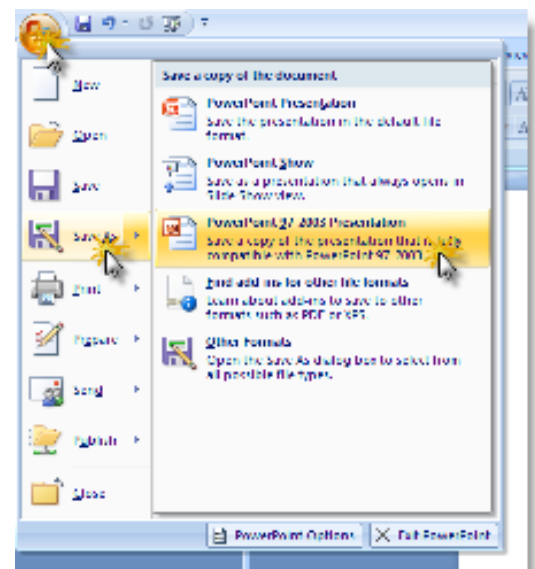 New
Open
Save
Save As
Print
Prepare
Send
Publish
Close
Save a copy of the document
PowerPoint Presentation
Save the presentation in the default file
format.
PowerPoint Show
Save as a presentation that always opens in
Slide Show view.
PowerPoint 97-2003 Presentation
Save a copy of the presentation that is fully
compatible with PowerPoint 97-2003.
Find add-ins for other file formats
Learn about add-ins to save to other
formats such as PDF or XPS.
Other Formats
Open the Save As dialog box to select from
all possible file types.
PowerPoint Options
Exit PowerPoint